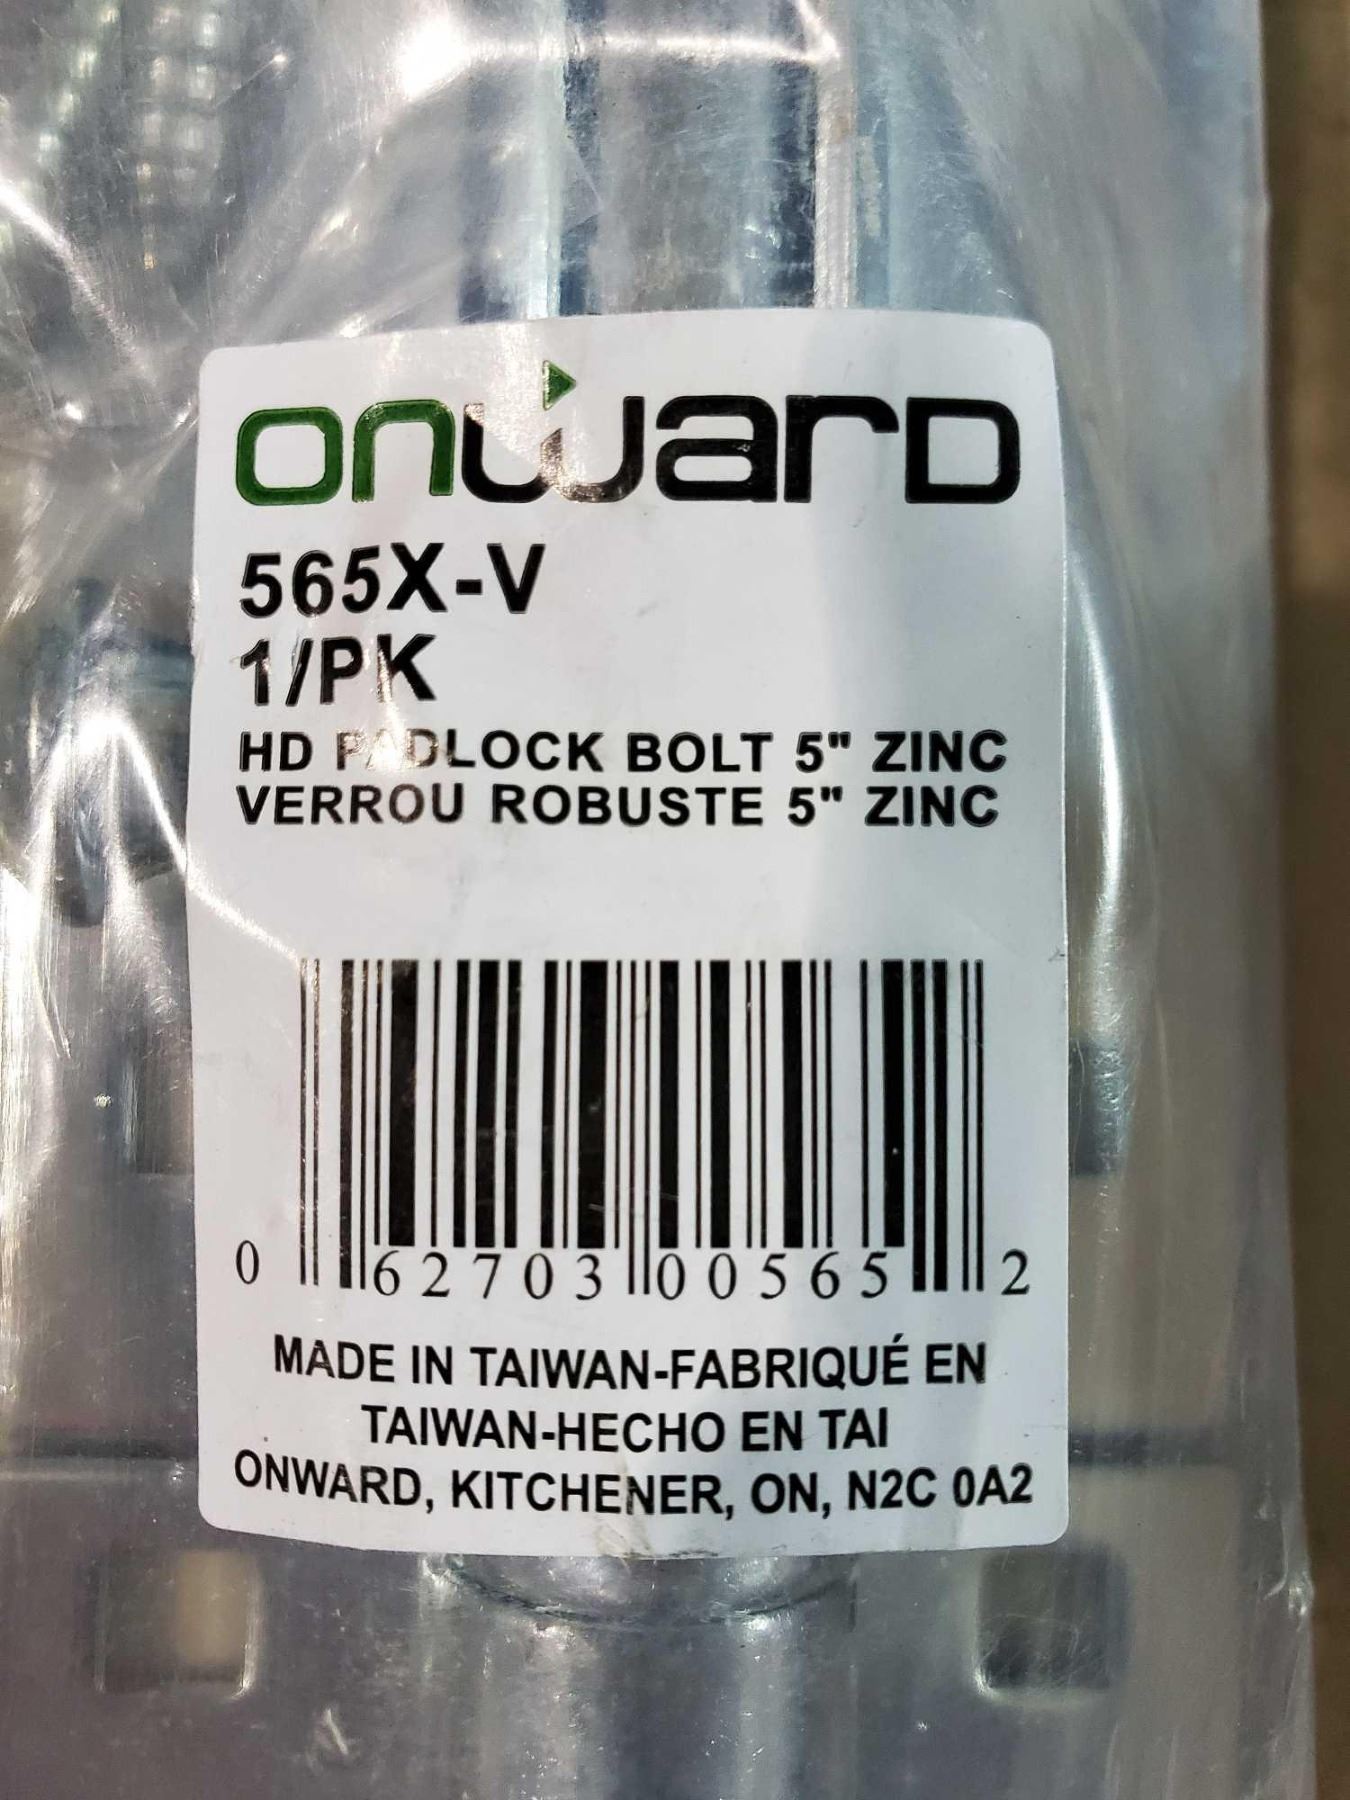 onward
565X-V
1/PK
HD PADLOCK BOLT 5" ZINC
VERROU ROBUSTE 5" ZINC
0 62703 00565 2
MADE IN TAIWAN-FABRIQUÉ EN
TAIWAN-HECHO EN TAI
ONWARD, KITCHENER, ON, N2C 0A2